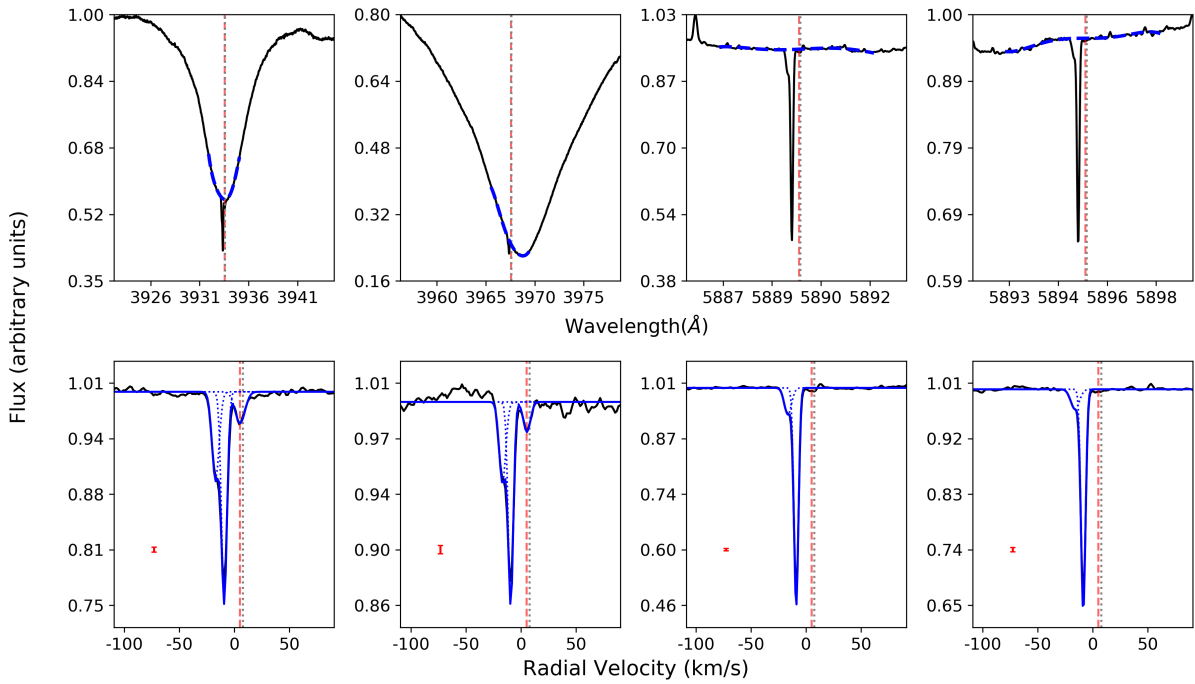 1.00 0.80 1.03 1.00
0.84 0.64 0.87 0.89
0.68 0.48 0.70 0.79
0.52 0.32 0.54 0.69
0.35 0.16 0.38 0.59
3926 3931 3936 3941 3960 3965 3970 3975 5887 5889 5890 5892 5893 5894 5896 5898
Wavelength(Å)
Flux (arbitrary units)
1.01 1.01 1.01 1.01
0.94 0.97 0.87 0.92
0.88 0.94 0.74 0.83
0.81 0.90 0.60 0.74
0.75 0.86 0.46 0.65
-100 -50 0 50 -100 -50 0 50 -100 -50 0 50 -100 -50 0 50
Radial Velocity (km/s)